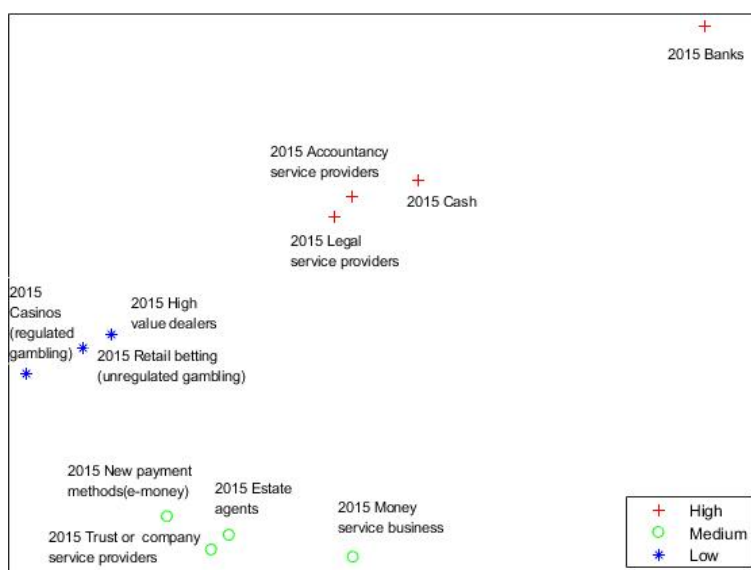 2015 Banks
2015 Accountancy
service providers
2015 Cash
2015 Legal
service providers
2015
Casinos
(regulated
gambling)
2015 High
value dealers
2015 Retail betting
(unregulated gambling)
2015 New payment
methods(e-money)
2015 Estate
agents
2015 Money
service business
2015 Trust or company
service providers
High
Medium
Low